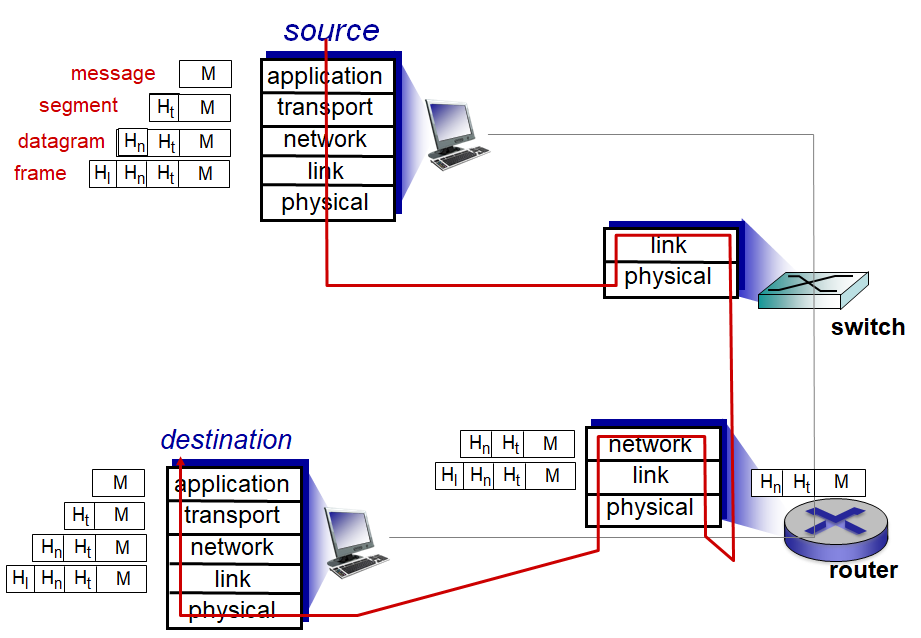 source
message M
application
segment Ht M
transport
datagram Hn Ht M
network
frame Hl Hn Ht M
link
physical
link
physical
switch
destination
Hn Ht M
network
Hl Hn Ht M
link
physical
Hn Ht M
router
M
application
Ht M
transport
Hn Ht M
network
Hl Hn Ht M
link
physical